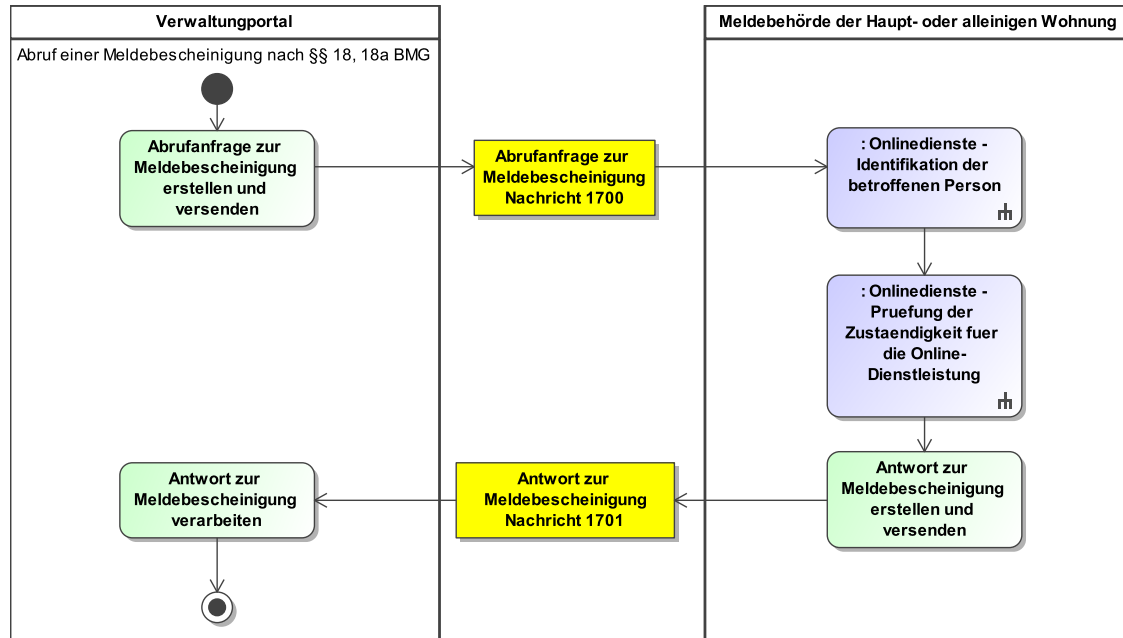 Verwaltungportal
Meldebehörde der Haupt- oder alleinigen Wohnung
Abruf einer Meldebescheinigung nach §§ 18, 18a BMG
Abrufanfrage zur
Meldebescheinigung
erstellen und
versenden
Abrufanfrage zur
Meldebescheinigung
Nachricht 1700
: Onlinedienste -
Identifikation der
betroffenen Person
: Onlinedienste -
Pruefung der
Zustaendigkeit fuer
die Online-
Dienstleistung
Antwort zur
Meldebescheinigung
erstellen und
versenden
Antwort zur
Meldebescheinigung
Nachricht 1701
Antwort zur
Meldebescheinigung
verarbeiten